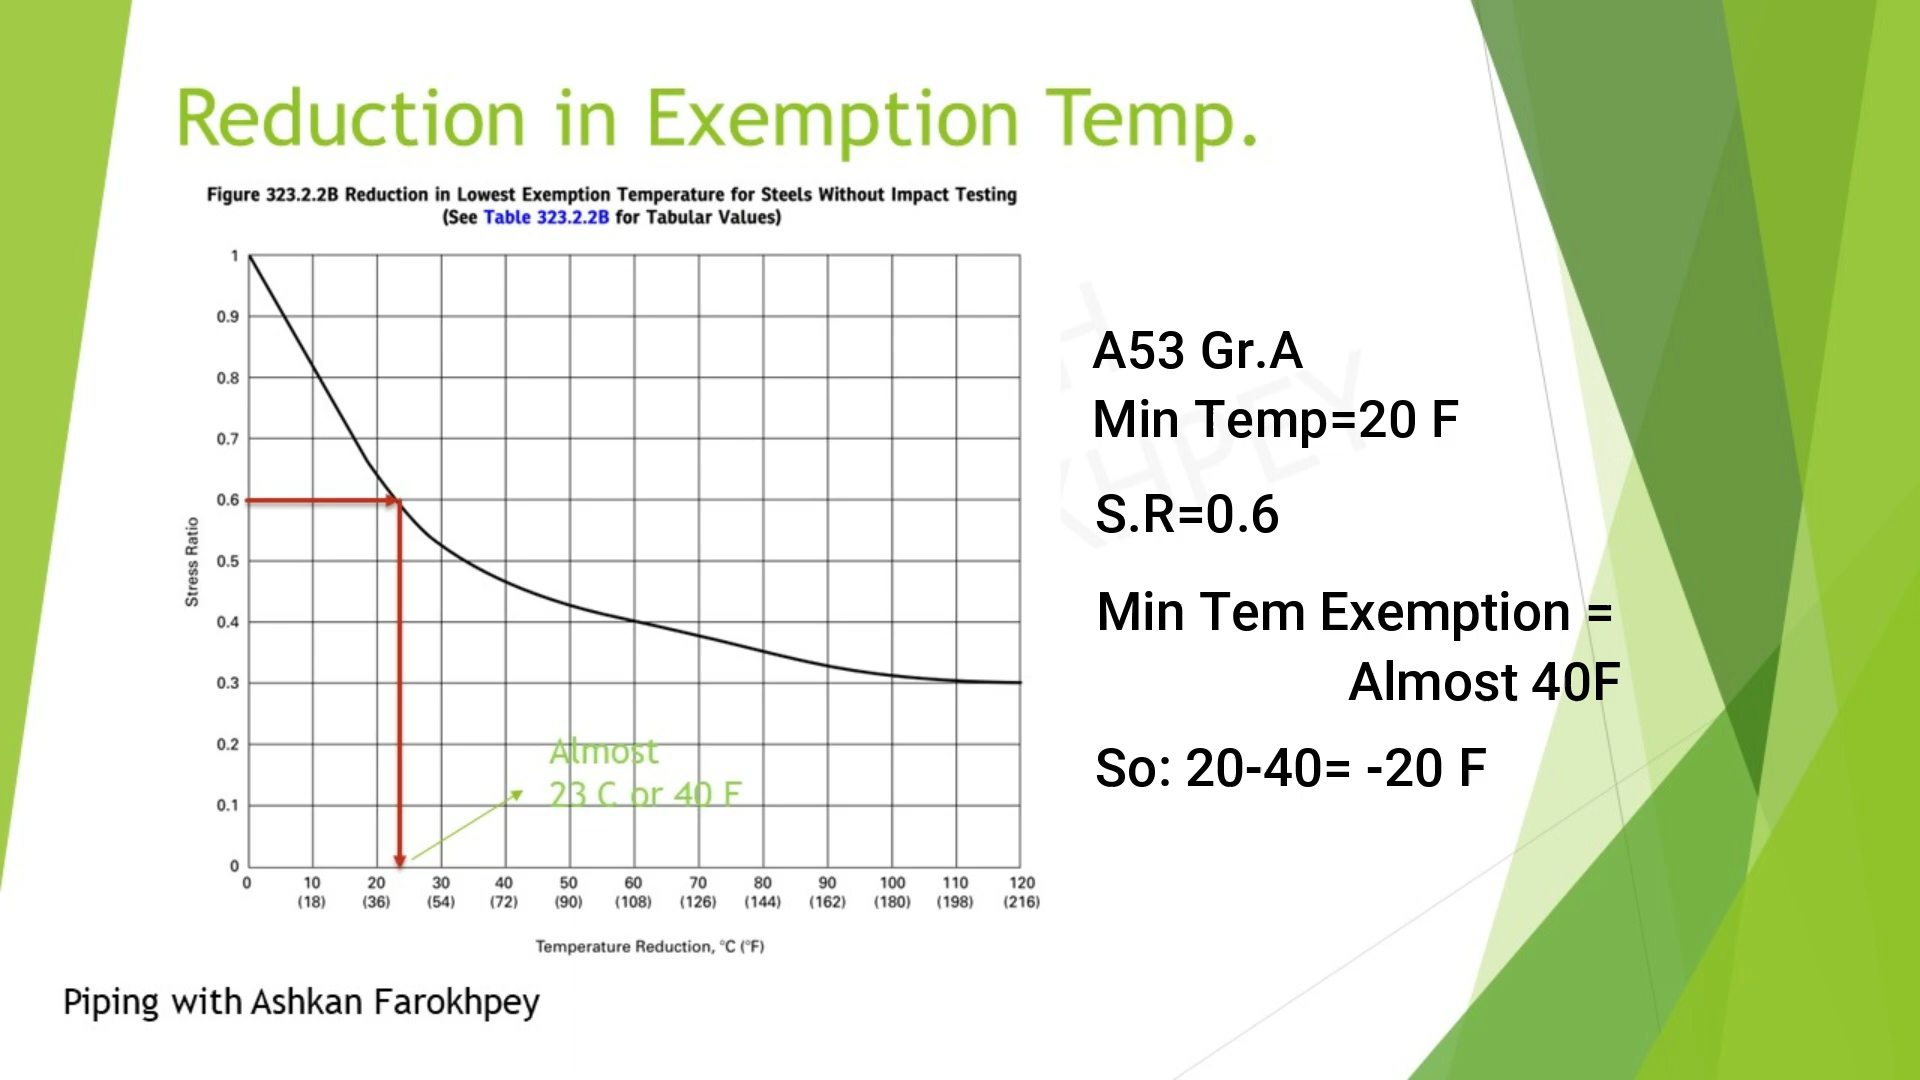 Reduction in Exemption Temp.
Figure 323.2.2B Reduction in Lowest Exemption Temperature for Steels Without Impact Testing
(See Table 323.2.2B for Tabular Values)
1
0.9
0.8
0.7
0.6
0.5
0.4
0.3
0.2
0.1
0
Stress Ratio
Almost
23 C or 40 F
0 10 20 30 40 50 60 70 80 90 100 110 120
(18) (36) (54) (72) (90) (108) (126) (144) (162) (180) (198) (216)
Temperature Reduction, °C (°F)
A53 Gr.A
Min Temp=20 F
S.R=0.6
Min Tem Exemption =
Almost 40F
So: 20-40= -20 F
Piping with Ashkan Farokhpey